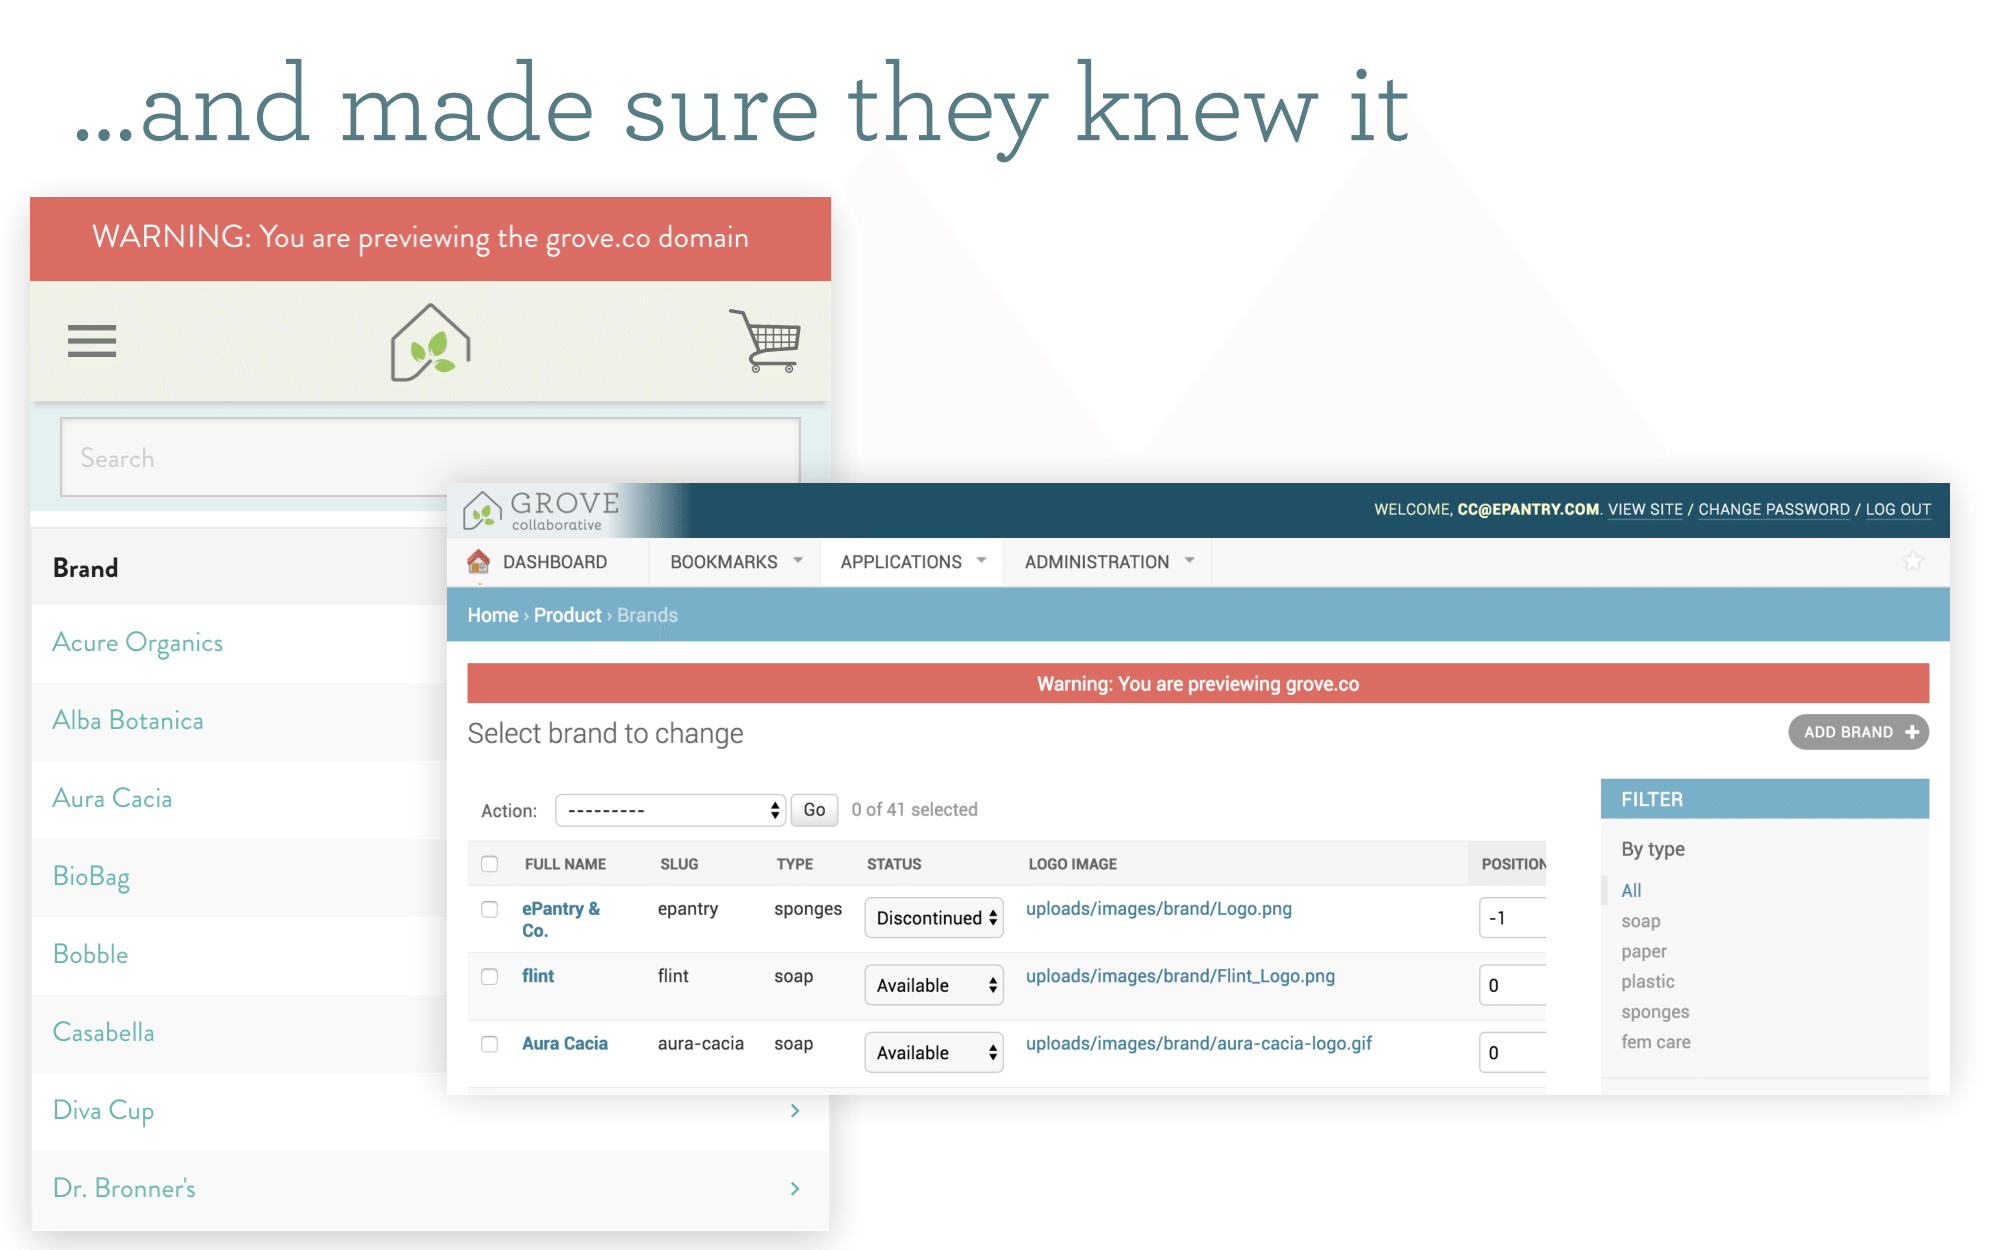 ...and made sure they knew it
WARNING: You are previewing the grove.co domain
Search
Brand
Acure Organics
Alba Botanica
Aura Cacia
BioBag
Bobble
Casabella
Diva Cup
Dr. Bronner's
GROVE
collaborative
WELCOME, CC@EPANTRY.COM. VIEW SITE / CHANGE PASSWORD / LOG OUT
DASHBOARD BOOKMARKS APPLICATIONS ADMINISTRATION
Home › Product › Brands
Warning: You are previewing grove.co
Select brand to change
ADD BRAND +
Action: --------- Go 0 of 41 selected
FULL NAME SLUG TYPE STATUS LOGO IMAGE POSITION
ePantry & Co. epantry sponges Discontinued uploads/images/brand/Logo.png -1
flint flint soap Available uploads/images/brand/Flint_Logo.png 0
Aura Cacia aura-cacia soap Available uploads/images/brand/aura-cacia-logo.gif 0
FILTER
By type
All
soap
paper
plastic
sponges
fem care